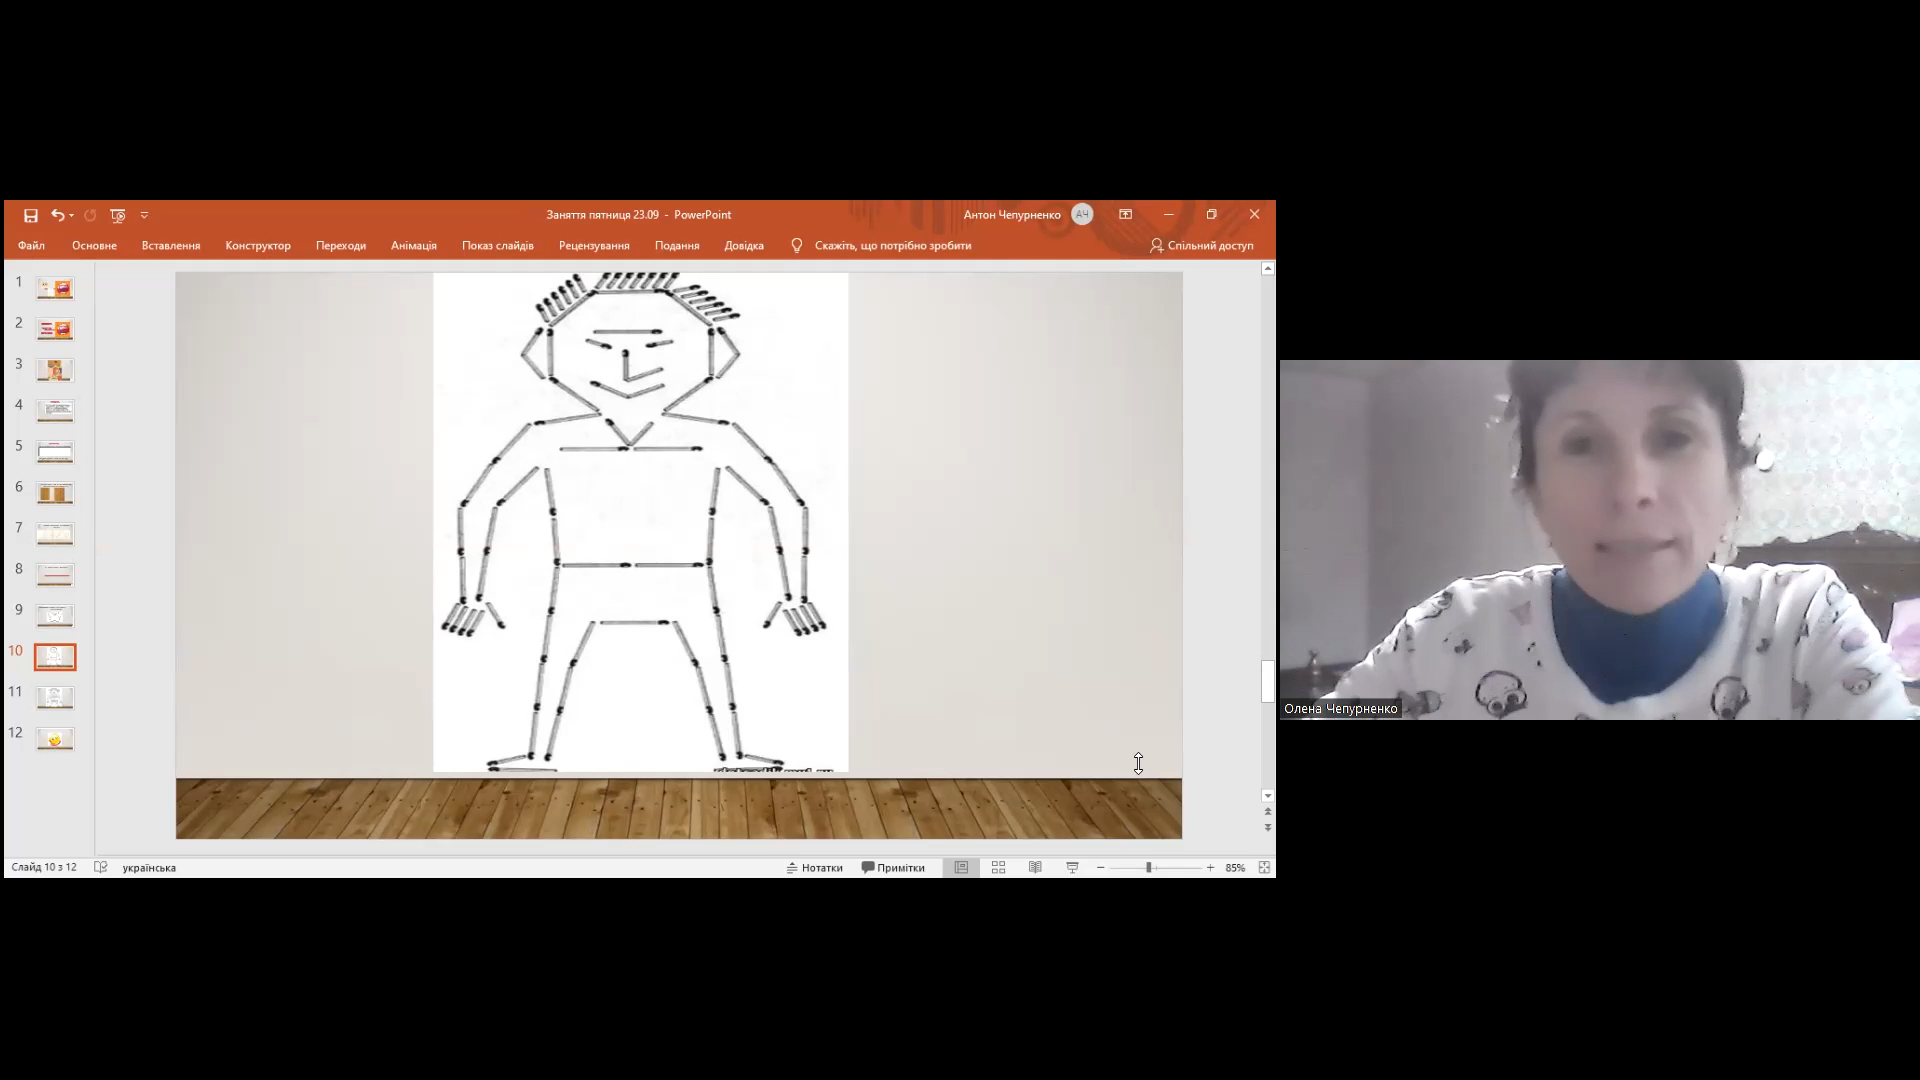 Заняття пятниця 23.09 - PowerPoint
Антон Чепурненко
АЧ
Файл Основне Вставлення Конструктор Переходи Анімація Показ слайдів Рецензування Подання Довідка Скажіть, що потрібно зробити Спільний доступ
1
2
3
4
5
6
7
8
9
10
11
12
Олена Чепурненко
Слайд 10 з 12 українська Нотатки Примітки 85%